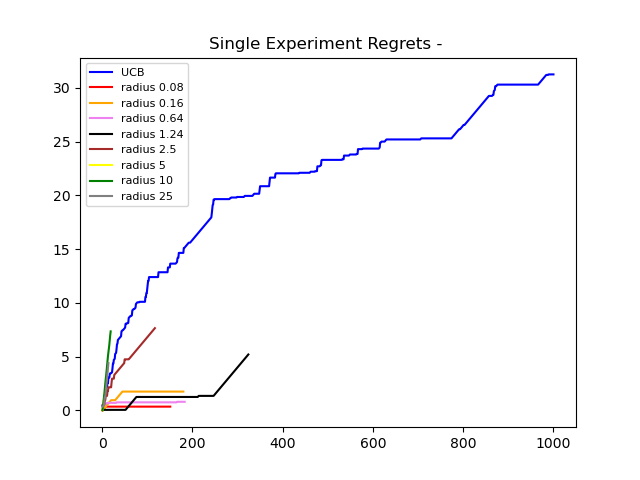 Single Experiment Regrets -
UCB
radius 0.08
radius 0.16
radius 0.64
radius 1.24
radius 2.5
radius 5
radius 10
radius 25
30
25
20
15
10
5
0
0 200 400 600 800 1000